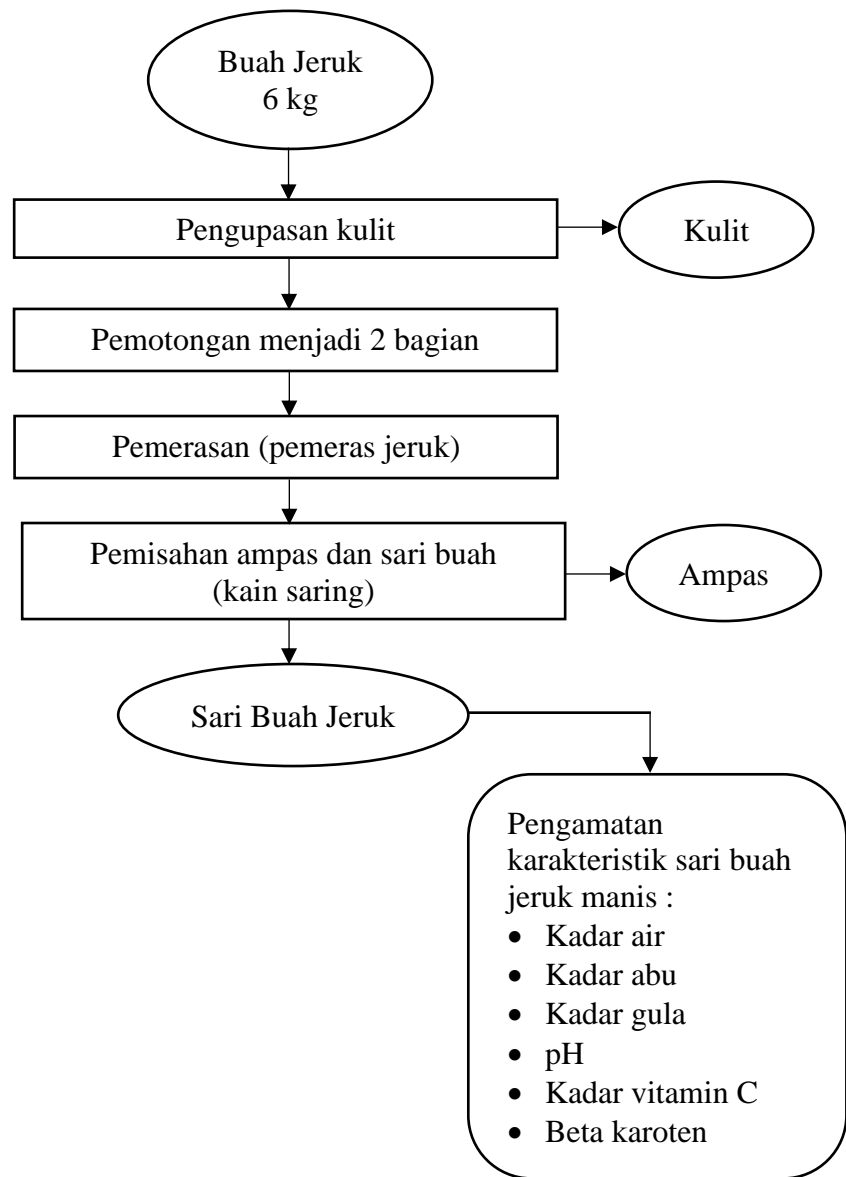 Buah Jeruk
6 kg
Pengupasan kulit
Kulit
Pemotongan menjadi 2 bagian
Pemerasan (pemeras jeruk)
Pemisahan ampas dan sari buah
(kain saring)
Ampas
Sari Buah Jeruk
Pengamatan
karakteristik sari buah
jeruk manis :
• Kadar air
• Kadar abu
• Kadar gula
• pH
• Kadar vitamin C
• Beta karoten